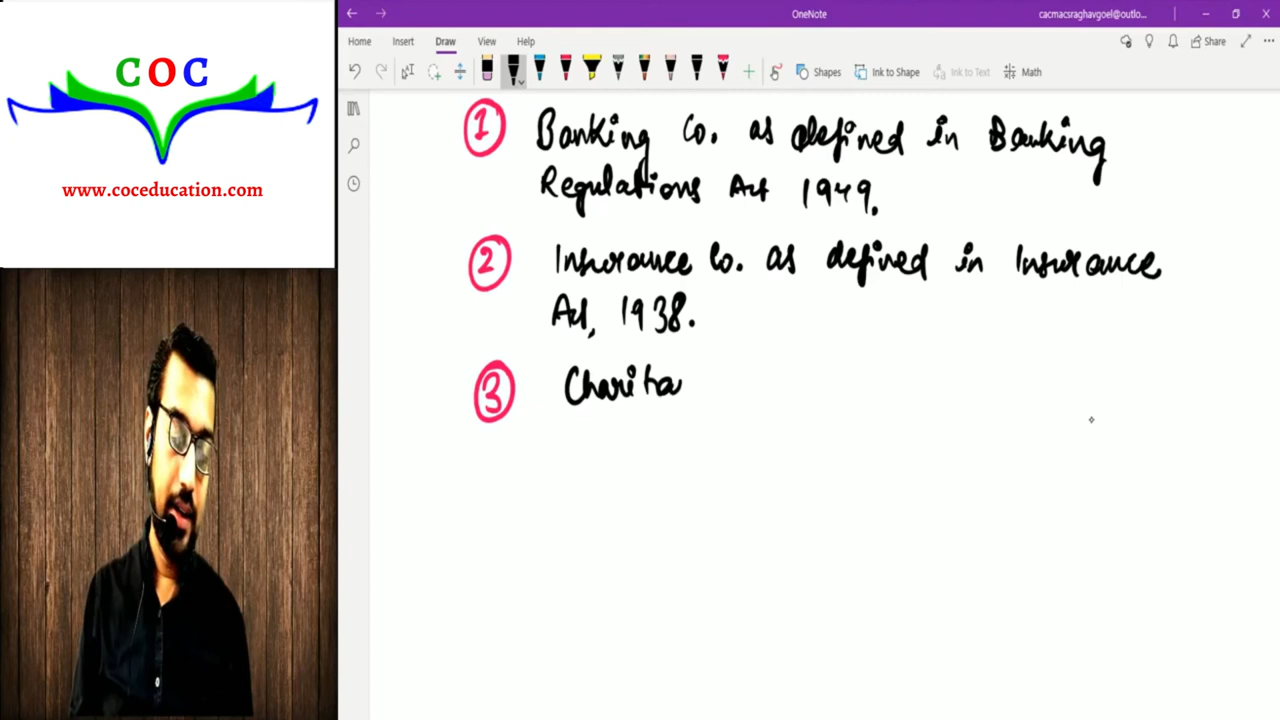 COC
www.coceducation.com
OneNote
cacmacsraghavgoel@outlo...
Home Insert Draw View Help
Share
Shapes Ink to Shape Ink to Text Math
1 Banking Co. as defined in Banking
Regulations Act 1949.
2 Insurance Co. as defined in Insurance
Act, 1938.
3 Charita